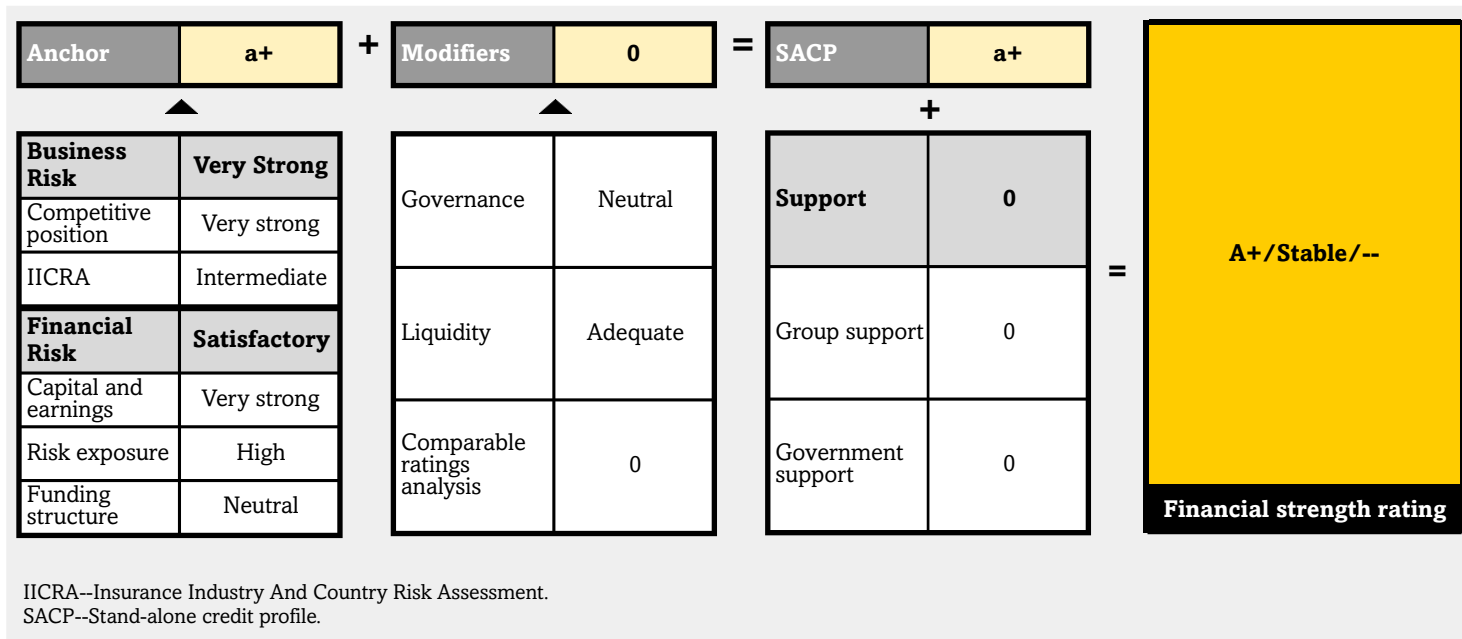 Anchor a+ + Modifiers 0 = SACP a+
+
Business
Risk
Very Strong
Competitive
position
Very strong
IICRA Intermediate
Financial
Risk
Satisfactory
Capital and
earnings
Very strong
Risk exposure High
Funding
structure
Neutral
Governance Neutral
Liquidity Adequate
Comparable
ratings
analysis
0
Support 0
Group support 0
Government
support
0
=
A+/Stable/--
Financial strength rating
IICRA--Insurance Industry And Country Risk Assessment.
SACP--Stand-alone credit profile.